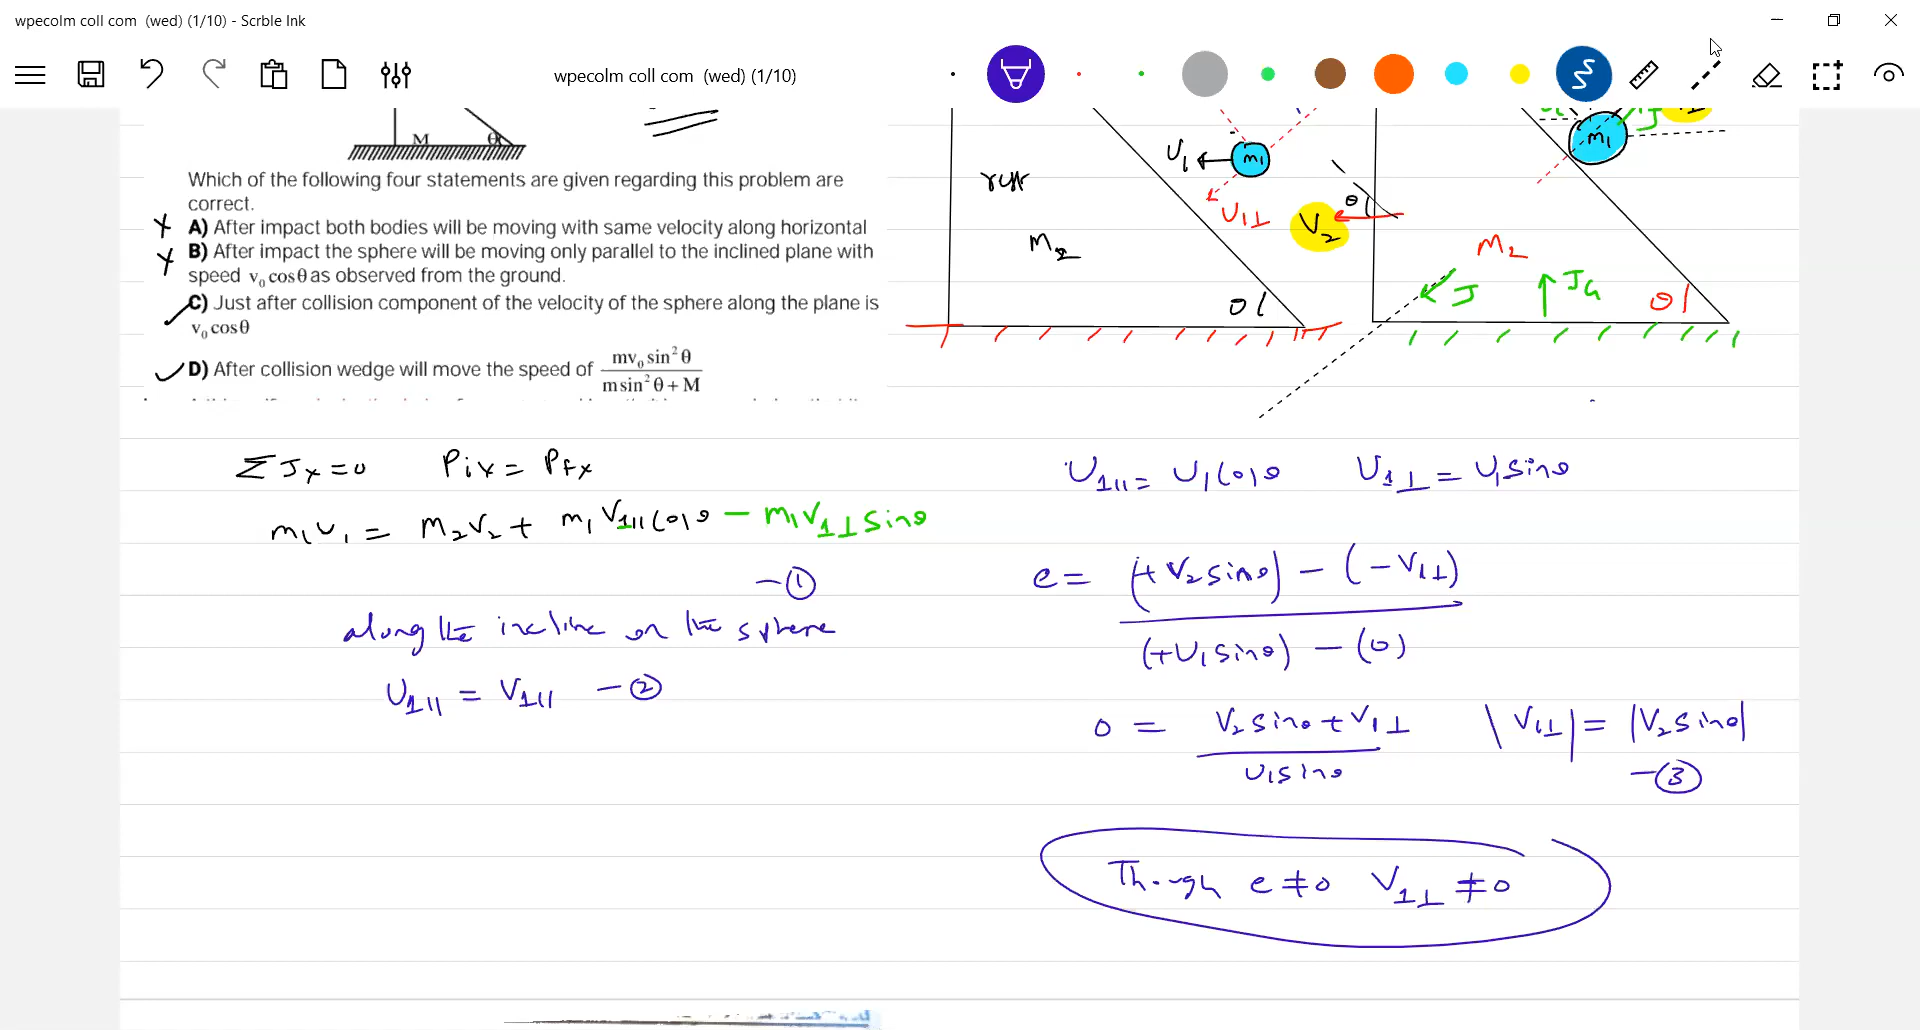 wpecolm coll com (wed) (1/10) - Scrble Ink
wpecolm coll com (wed) (1/10)
M θ
Which of the following four statements are given regarding this problem are
correct.
A) After impact both bodies will be moving with same velocity along horizontal
B) After impact the sphere will be moving only parallel to the inclined plane with
speed v₀ cosθ as observed from the ground.
C) Just after collision component of the velocity of the sphere along the plane is
v₀ cosθ
D) After collision wedge will move the speed of mv₀ sin²θ / m sin²θ + M
U₁ m₁
U₁⊥
M₂
θ
m₁ J
V₂ θ
M₂
J J_G θ
ΣJx = 0 Pix = Pfx
m₁U₁ = M₂V₂ + m₁V₁∥cosθ − m₁V₁⊥sinθ
−①
along the incline on the sphere
U₁∥ = V₁∥ −②
U₁∥ = U₁cosθ U₁⊥ = U₁sinθ
e = (+V₂sinθ) − (−V₁⊥) / (+U₁sinθ) − (0)
0 = V₂sinθ + V₁⊥ / U₁sinθ |V₁⊥| = |V₂sinθ|
−③
Though e ≠ 0 V₁⊥ ≠ 0